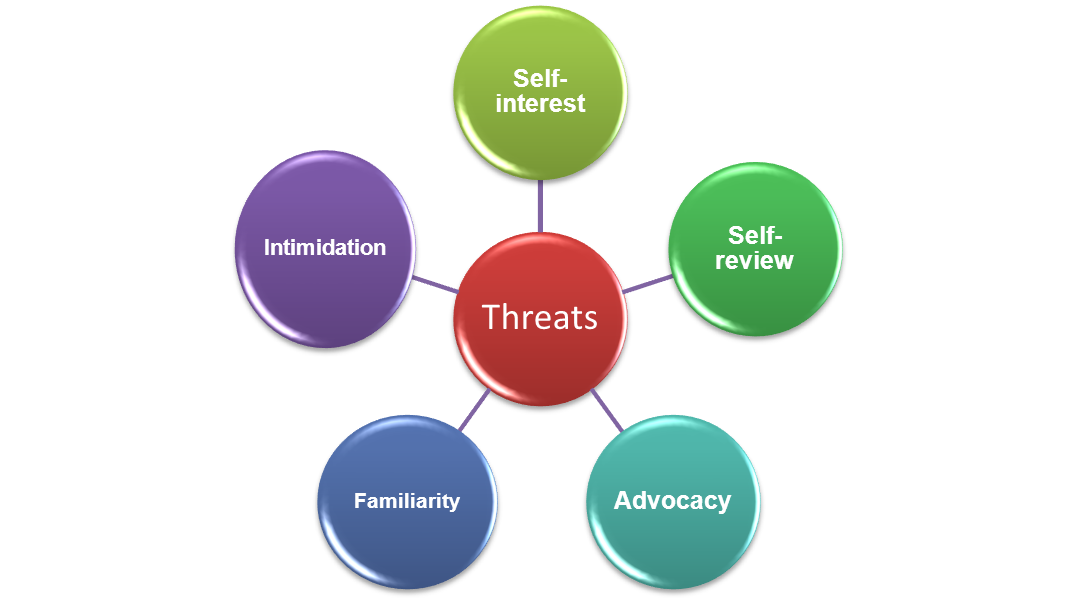 Self-
interest
Self-
review
Intimidation
Threats
Familiarity
Advocacy